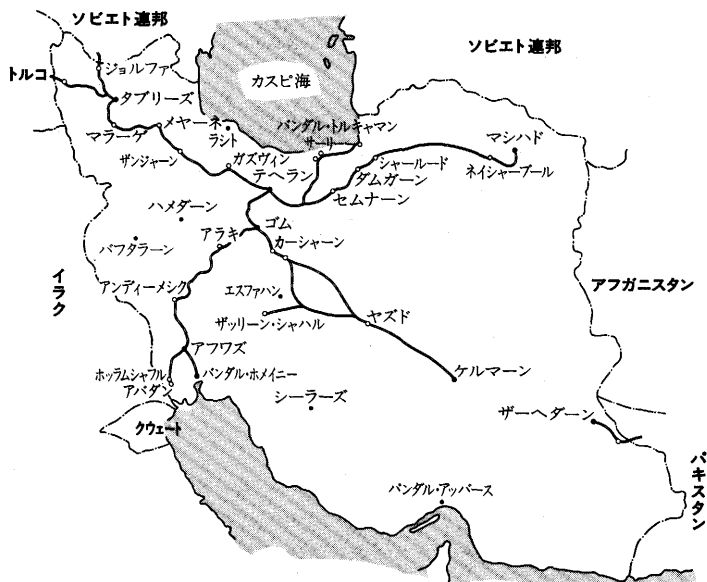 ソビエト連邦
ソビエト連邦
トルコ
ジョルファ
カスピ海
タブリーズ
マラーゲ
メヤーネ
ラシト
バンダル・トルキャマン
サーリ
マシハド
ザンジャーン
ガズヴィン
テヘラン
シャールード
ダムガーン
ネイシャーブール
セムナーン
ハメダーン
ゴム
アラキ
カーシャーン
バフタラーン
イラク
アンディーメシク
エスファハン
アフガニスタン
ザッリーン・シャハル
ヤズド
アフワズ
ホッラムシャフル
アバダン
バンダル・ホメイニー
ケルマーン
シーラーズ
クウェート
ザーヘダーン
パキスタン
バンダル・アッバース